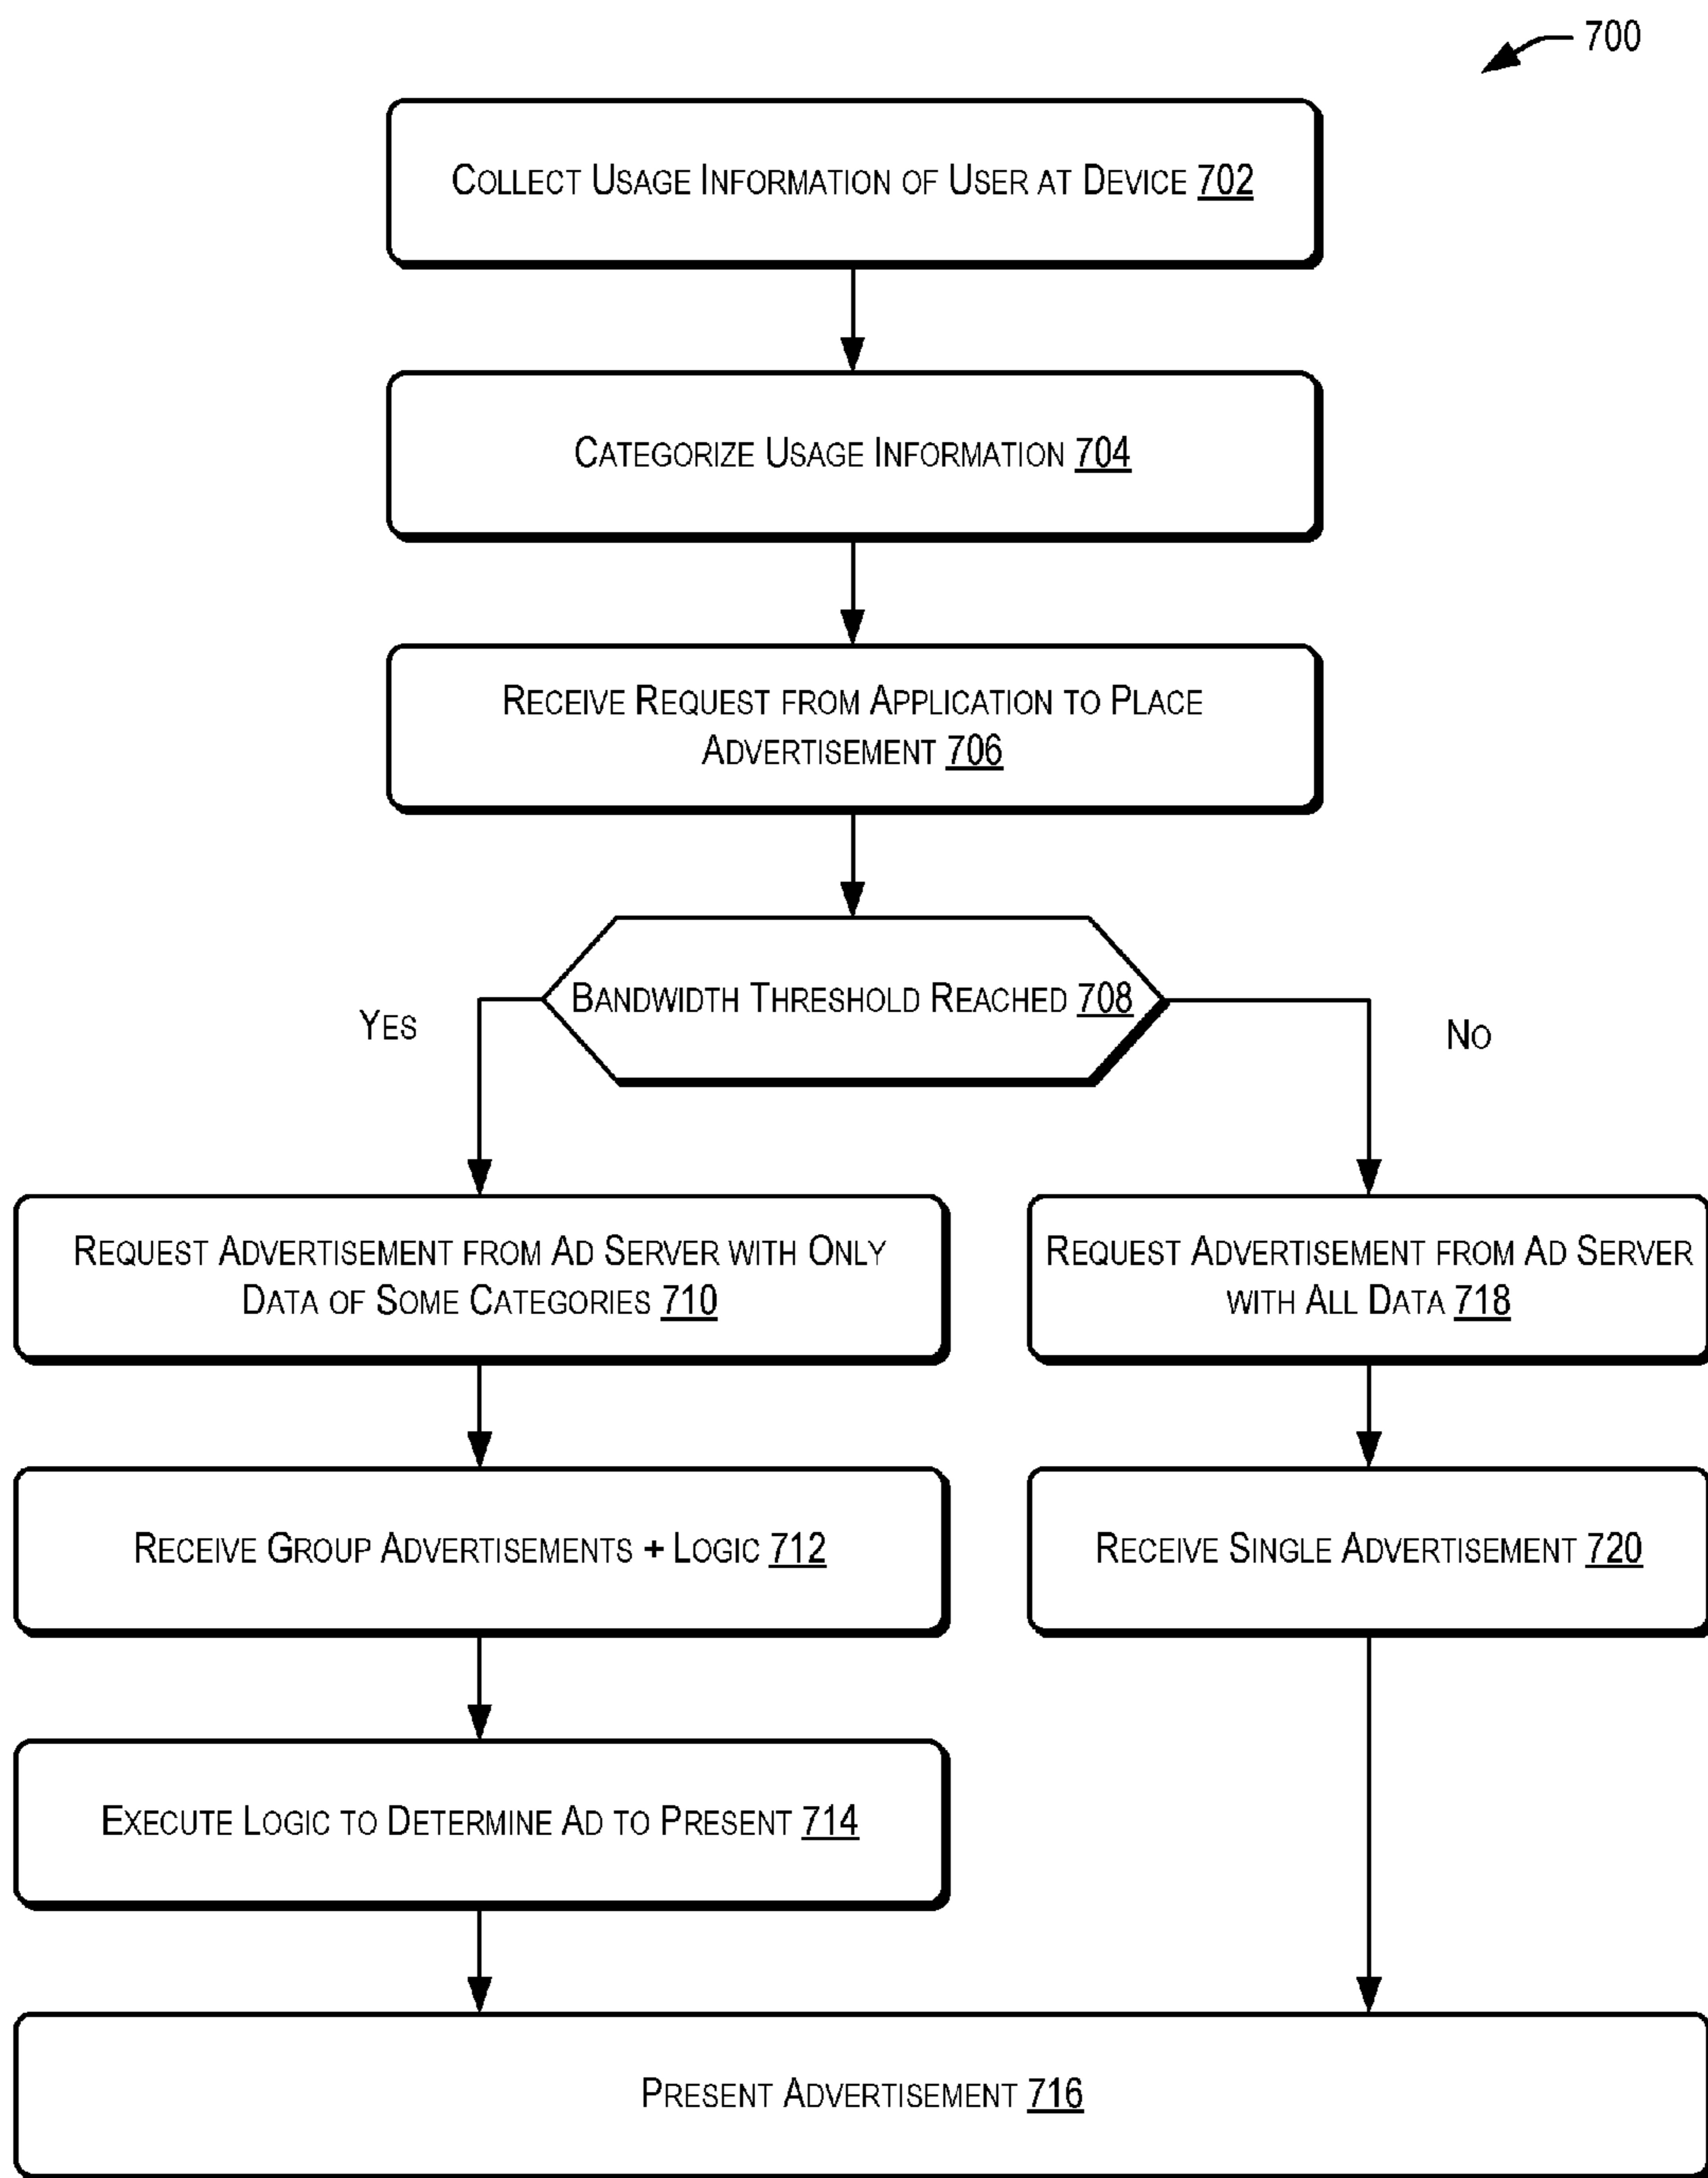 700
Collect Usage Information of User at Device 702
Categorize Usage Information 704
Receive Request from Application to Place
Advertisement 706
Bandwidth Threshold Reached 708
Yes
No
Request Advertisement from Ad Server with Only
Data of Some Categories 710
Request Advertisement from Ad Server
with All Data 718
Receive Group Advertisements + Logic 712
Receive Single Advertisement 720
Execute Logic to Determine Ad to Present 714
Present Advertisement 716